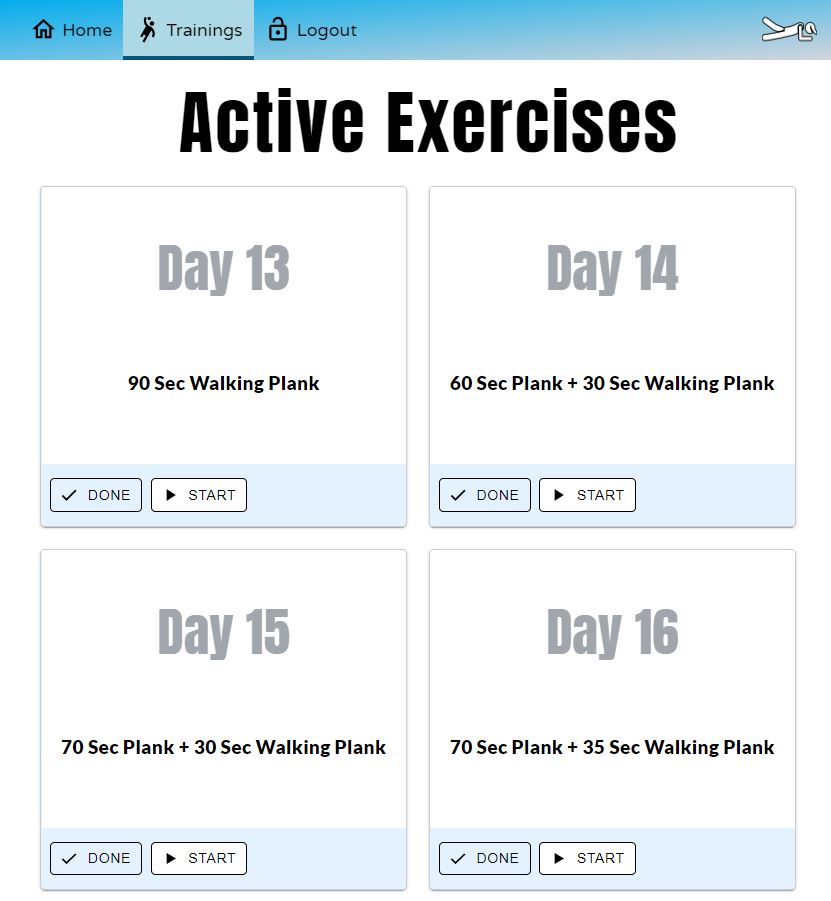 Home Trainings Logout
Active Exercises
Day 13
90 Sec Walking Plank
DONE START
Day 14
60 Sec Plank + 30 Sec Walking Plank
DONE START
Day 15
70 Sec Plank + 30 Sec Walking Plank
DONE START
Day 16
70 Sec Plank + 35 Sec Walking Plank
DONE START